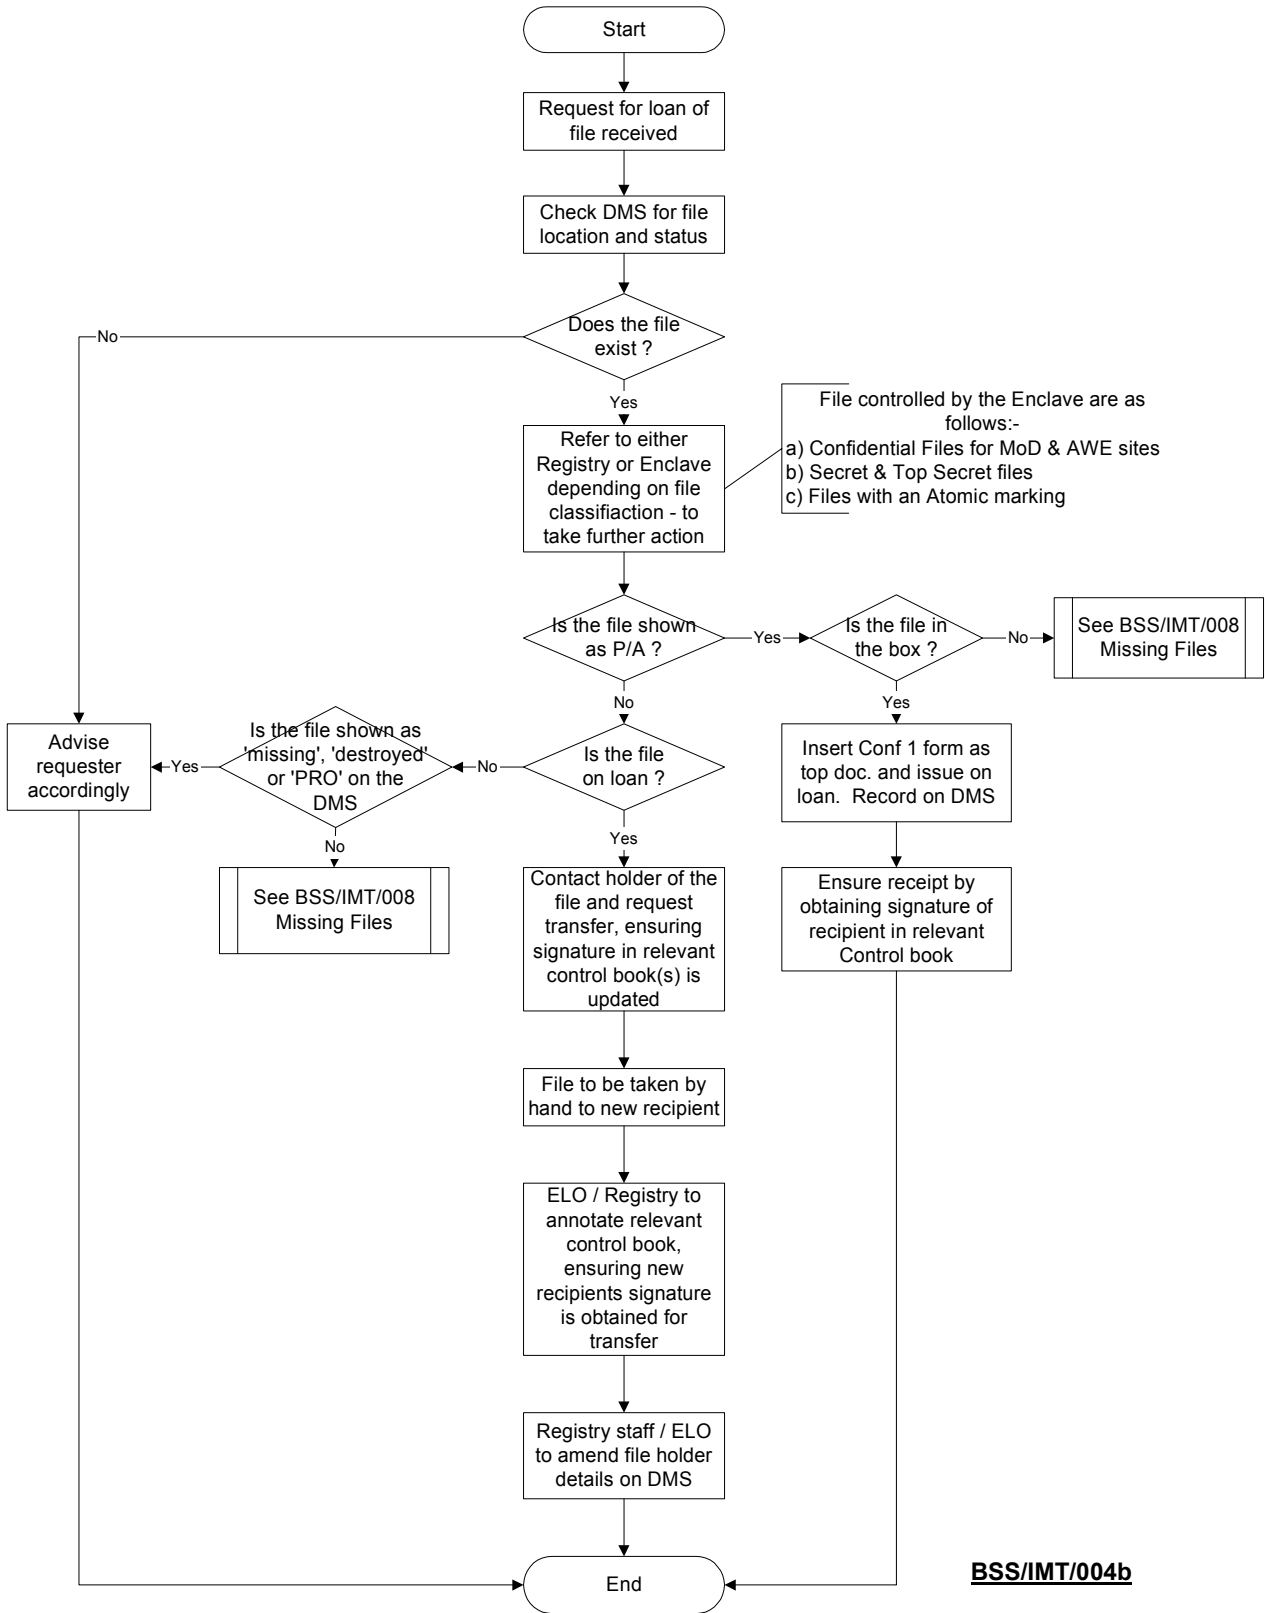 Start
Request for loan of
file received
Check DMS for file
location and status
Does the file
exist ?
No
Yes
Refer to either
Registry or Enclave
depending on file
classifiaction - to
take further action
File controlled by the Enclave are as
follows:-
a) Confidential Files for MoD & AWE sites
b) Secret & Top Secret files
c) Files with an Atomic marking
Is the file shown
as P/A ?
Yes
Is the file in
the box ?
No
See BSS/IMT/008
Missing Files
No
Yes
Advise
requester
accordingly
Yes
Is the file shown as
'missing', 'destroyed'
or 'PRO' on the
DMS
No
Is the file
on loan ?
Insert Conf 1 form as
top doc. and issue on
loan.  Record on DMS
No
Yes
See BSS/IMT/008
Missing Files
Contact holder of the
file and request
transfer, ensuring
signature in relevant
control book(s) is
updated
Ensure receipt by
obtaining signature of
recipient in relevant
Control book
File to be taken by
hand to new recipient
ELO / Registry to
annotate relevant
control book,
ensuring new
recipients signature
is obtained for
transfer
Registry staff / ELO
to amend file holder
details on DMS
End
BSS/IMT/004b